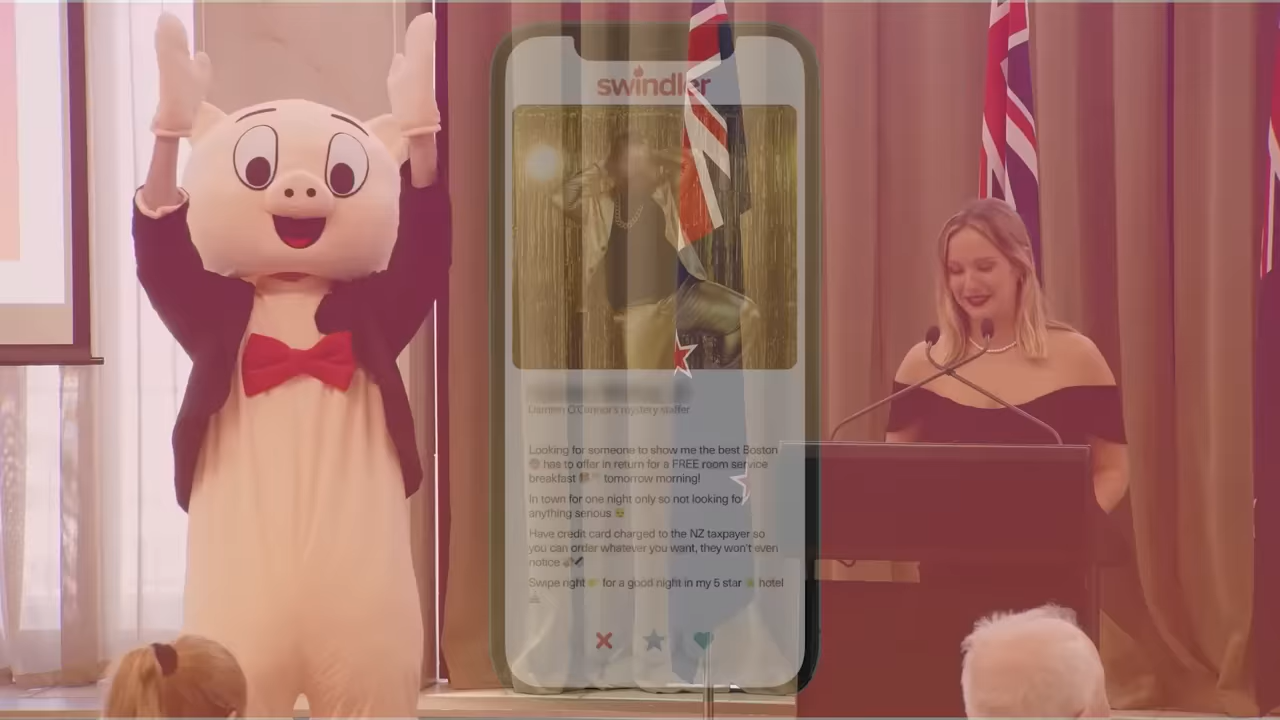 swindler
Damien O'Connor's mystery staffer
Looking for someone to show me the best Boston
has to offer in return for a FREE room service
breakfast tomorrow morning!
In town for one night only so not looking for
anything serious
Have credit card charged to the NZ taxpayer so
you can order whatever you want, they won't even
notice
Swipe right for a good night in my 5 star hotel